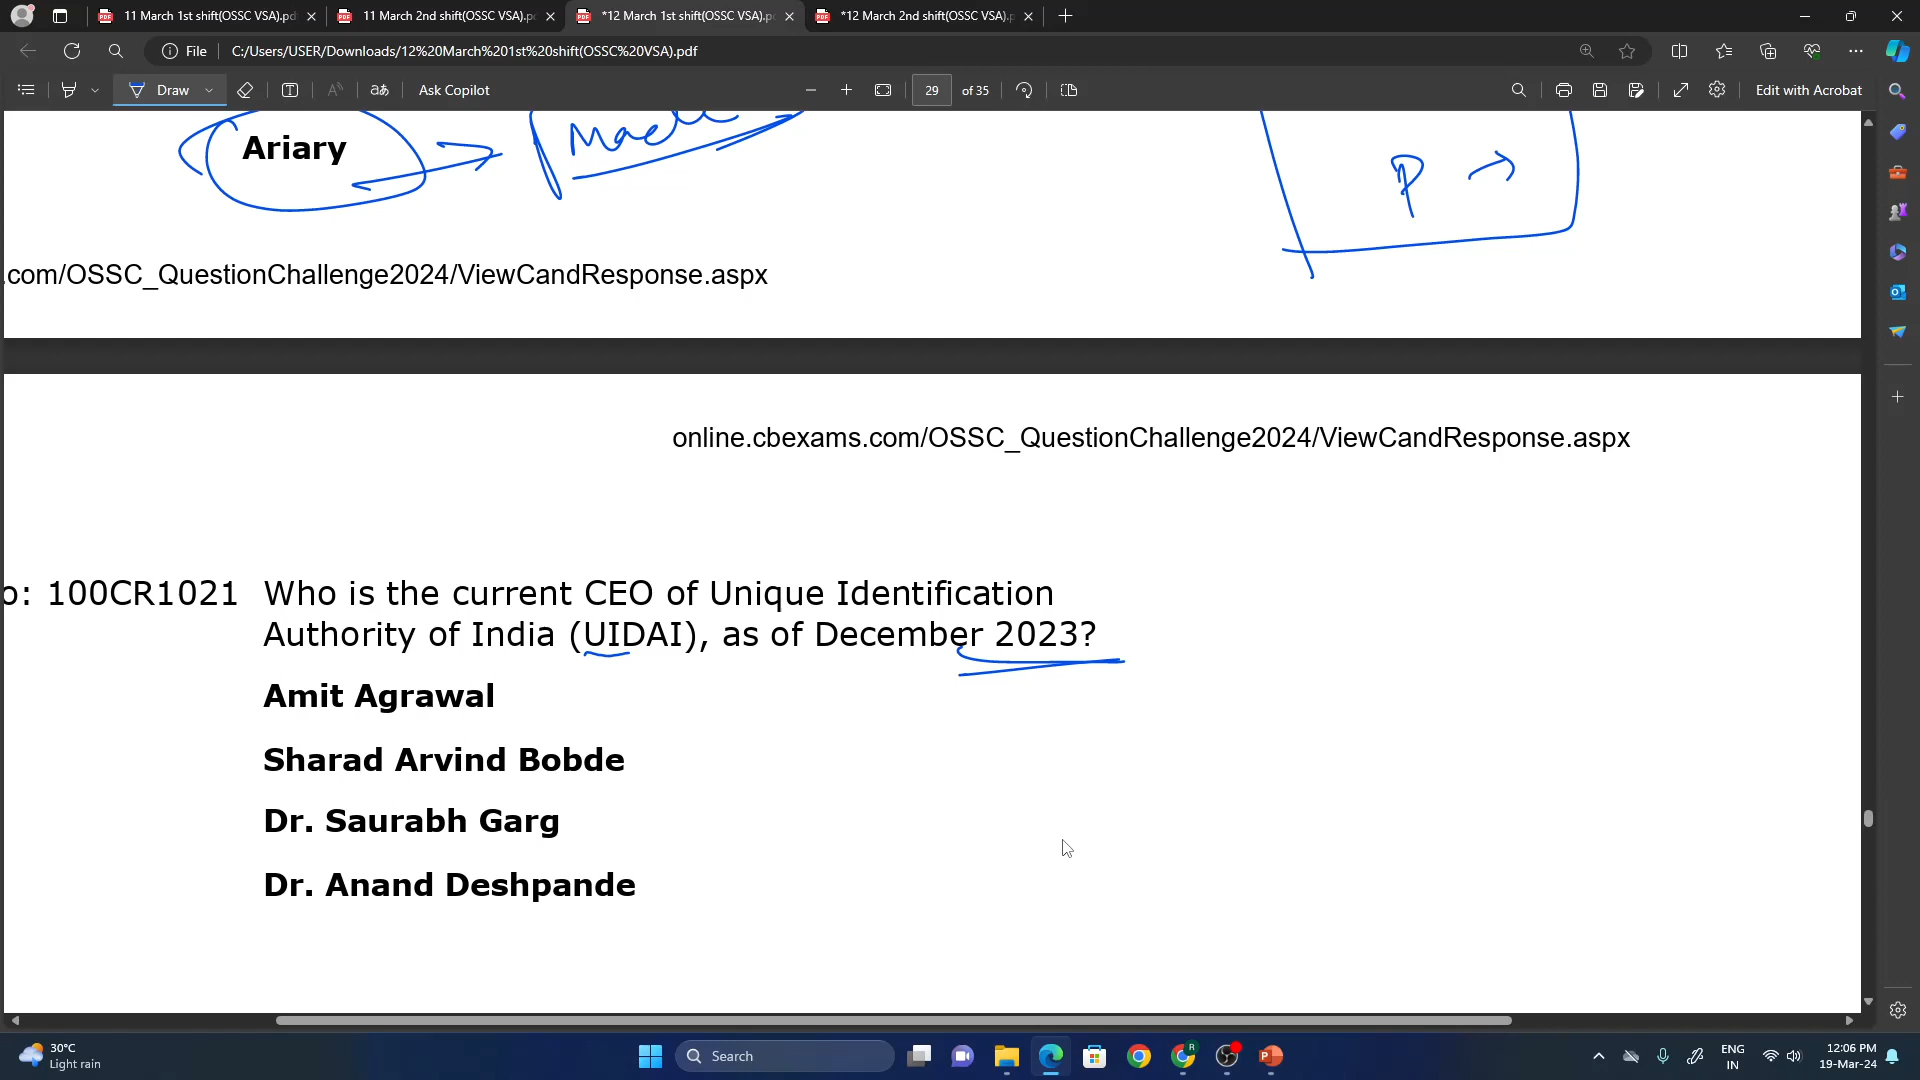 11 March 1st shift(OSSC VSA).pd
11 March 2nd shift(OSSC VSA).pc
*12 March 1st shift(OSSC VSA).pc
*12 March 2nd shift(OSSC VSA).p
File
C:/Users/USER/Downloads/12%20March%201st%20shift(OSSC%20VSA).pdf
Draw
aあ
Ask Copilot
29
of 35
Edit with Acrobat
Ariary
P
.com/OSSC_QuestionChallenge2024/ViewCandResponse.aspx
online.cbexams.com/OSSC_QuestionChallenge2024/ViewCandResponse.aspx
o: 100CR1021 Who is the current CEO of Unique Identification
Authority of India (UIDAI), as of December 2023?
Amit Agrawal
Sharad Arvind Bobde
Dr. Saurabh Garg
Dr. Anand Deshpande
30°C
Light rain
Search
ENG
IN
12:06 PM
19-Mar-24